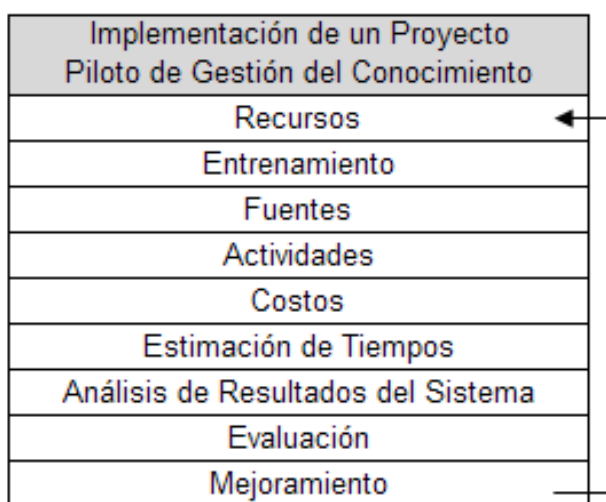 Implementación de un Proyecto
Piloto de Gestión del Conocimiento
Recursos
Entrenamiento
Fuentes
Actividades
Costos
Estimación de Tiempos
Análisis de Resultados del Sistema
Evaluación
Mejoramiento